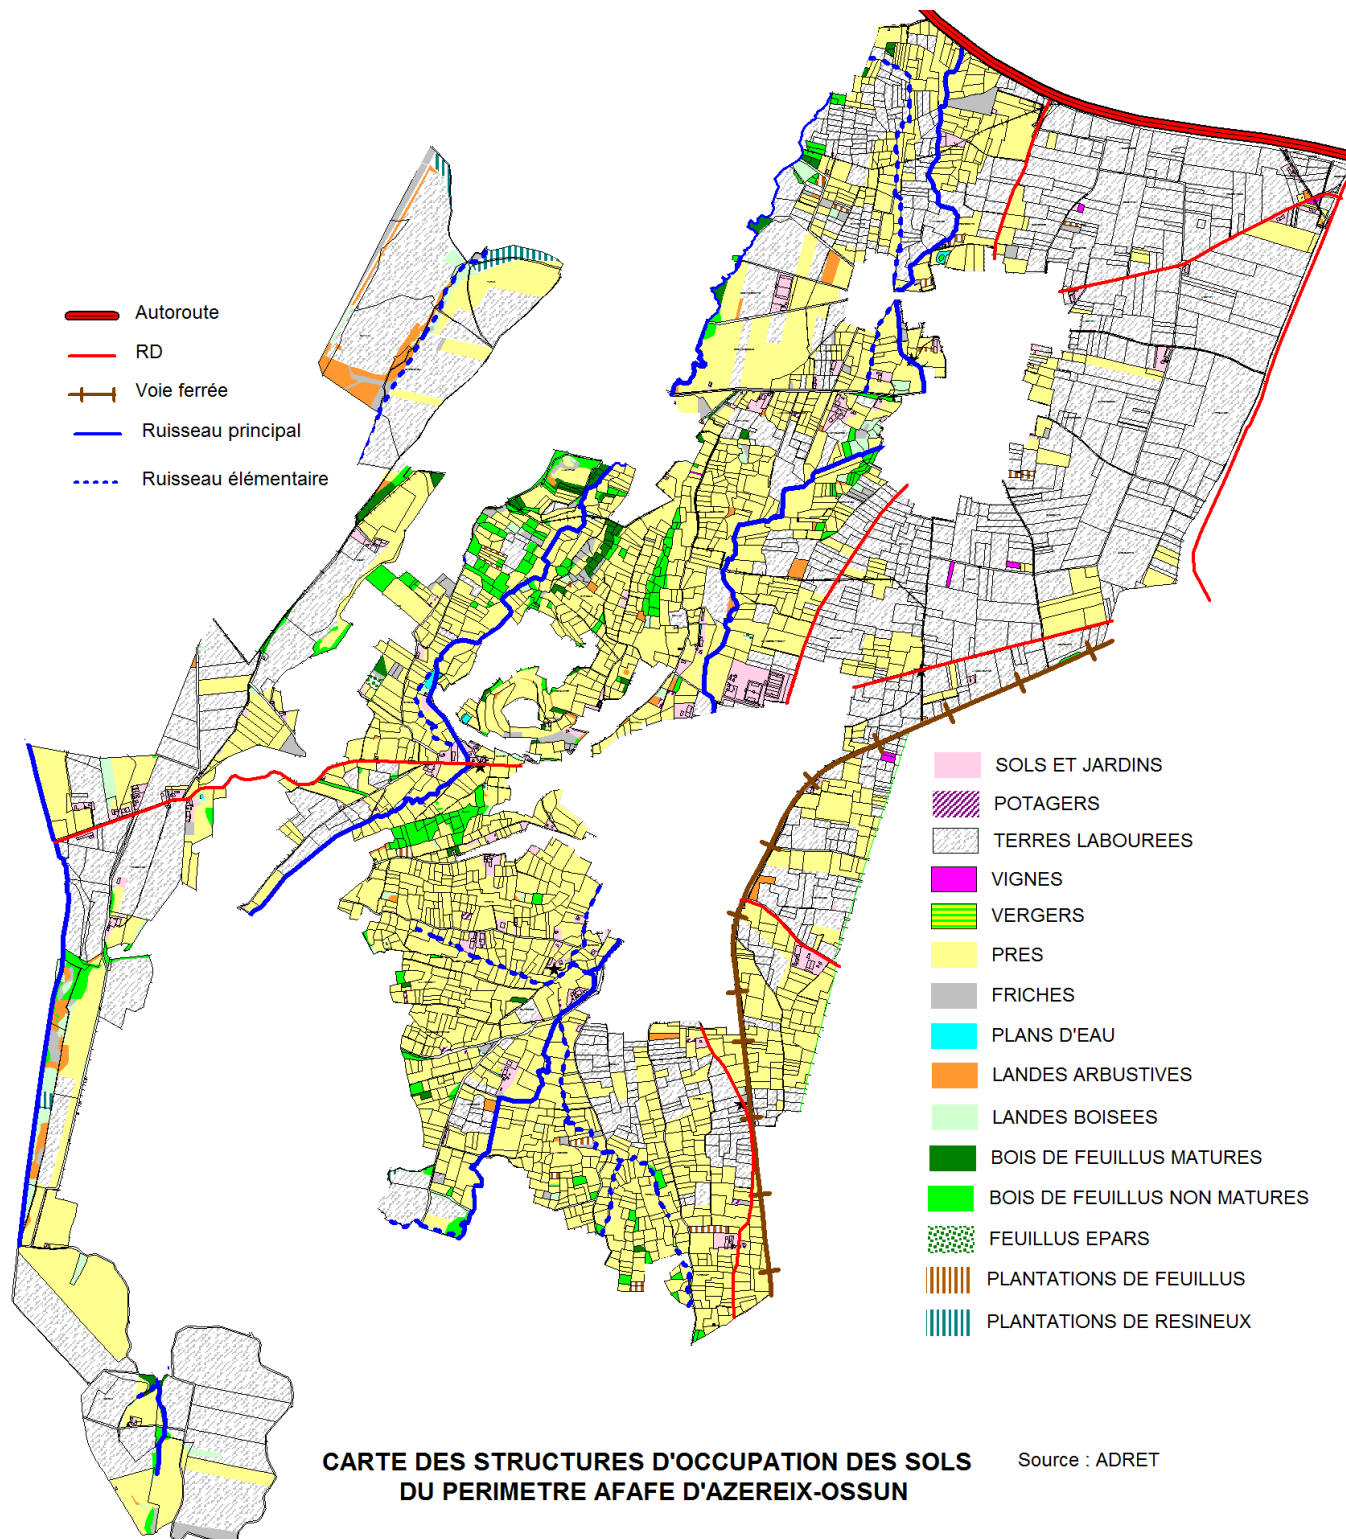 Autoroute
RD
Voie ferrée
Ruisseau principal
Ruisseau élémentaire
SOLS ET JARDINS
POTAGERS
TERRES LABOUREES
VIGNES
VERGERS
PRES
FRICHES
PLANS D'EAU
LANDES ARBUSTIVES
LANDES BOISEES
BOIS DE FEUILLUS MATURES
BOIS DE FEUILLUS NON MATURES
FEUILLUS EPARS
PLANTATIONS DE FEUILLUS
PLANTATIONS DE RESINEUX
CARTE DES STRUCTURES D'OCCUPATION DES SOLS
DU PERIMETRE AFAFE D'AZEREIX-OSSUN
Source : ADRET